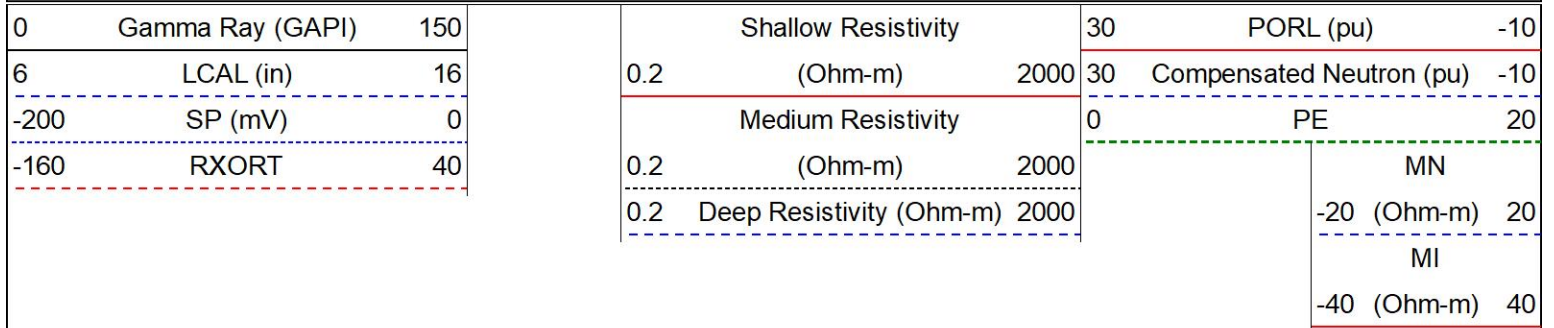 0 Gamma Ray (GAPI) 150
6 LCAL (in) 16
-200 SP (mV) 0
-160 RXORT 40
Shallow Resistivity
0.2 (Ohm-m) 2000
Medium Resistivity
0.2 (Ohm-m) 2000
0.2 Deep Resistivity (Ohm-m) 2000
30 PORL (pu) -10
30 Compensated Neutron (pu) -10
0 PE 20
MN
-20 (Ohm-m) 20
MI
-40 (Ohm-m) 40